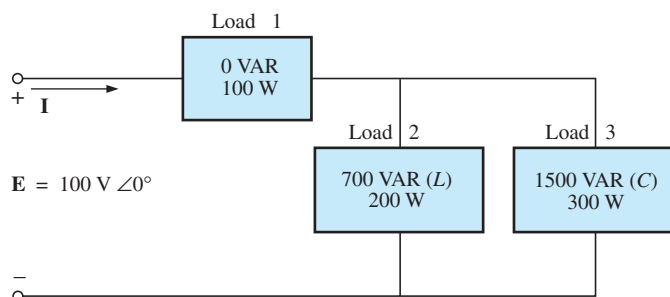 Load 1
0 VAR
100 W
+
I
Load 2
Load 3
E = 100 V ∠0°
700 VAR (L)
200 W
1500 VAR (C)
300 W
−